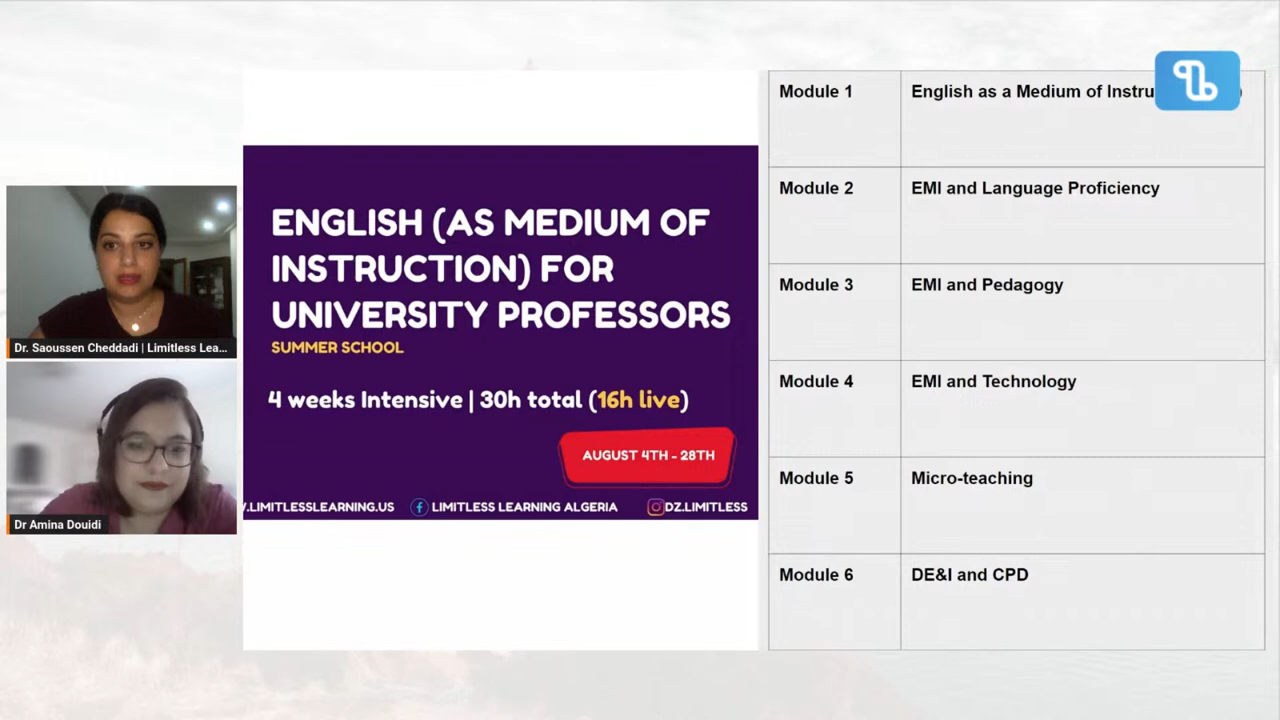 Dr. Saoussen Cheddadi | Limitless Lea...
Dr Amina Douidi
ENGLISH (AS MEDIUM OF
INSTRUCTION) FOR
UNIVERSITY PROFESSORS
SUMMER SCHOOL
4 weeks Intensive | 30h total (16h live)
AUGUST 4TH - 28TH
.LIMITLESSLEARNING.US
LIMITLESS LEARNING ALGERIA
DZ.LIMITLESS
Module 1 English as a Medium of Instru
Module 2 EMI and Language Proficiency
Module 3 EMI and Pedagogy
Module 4 EMI and Technology
Module 5 Micro-teaching
Module 6 DE&I and CPD